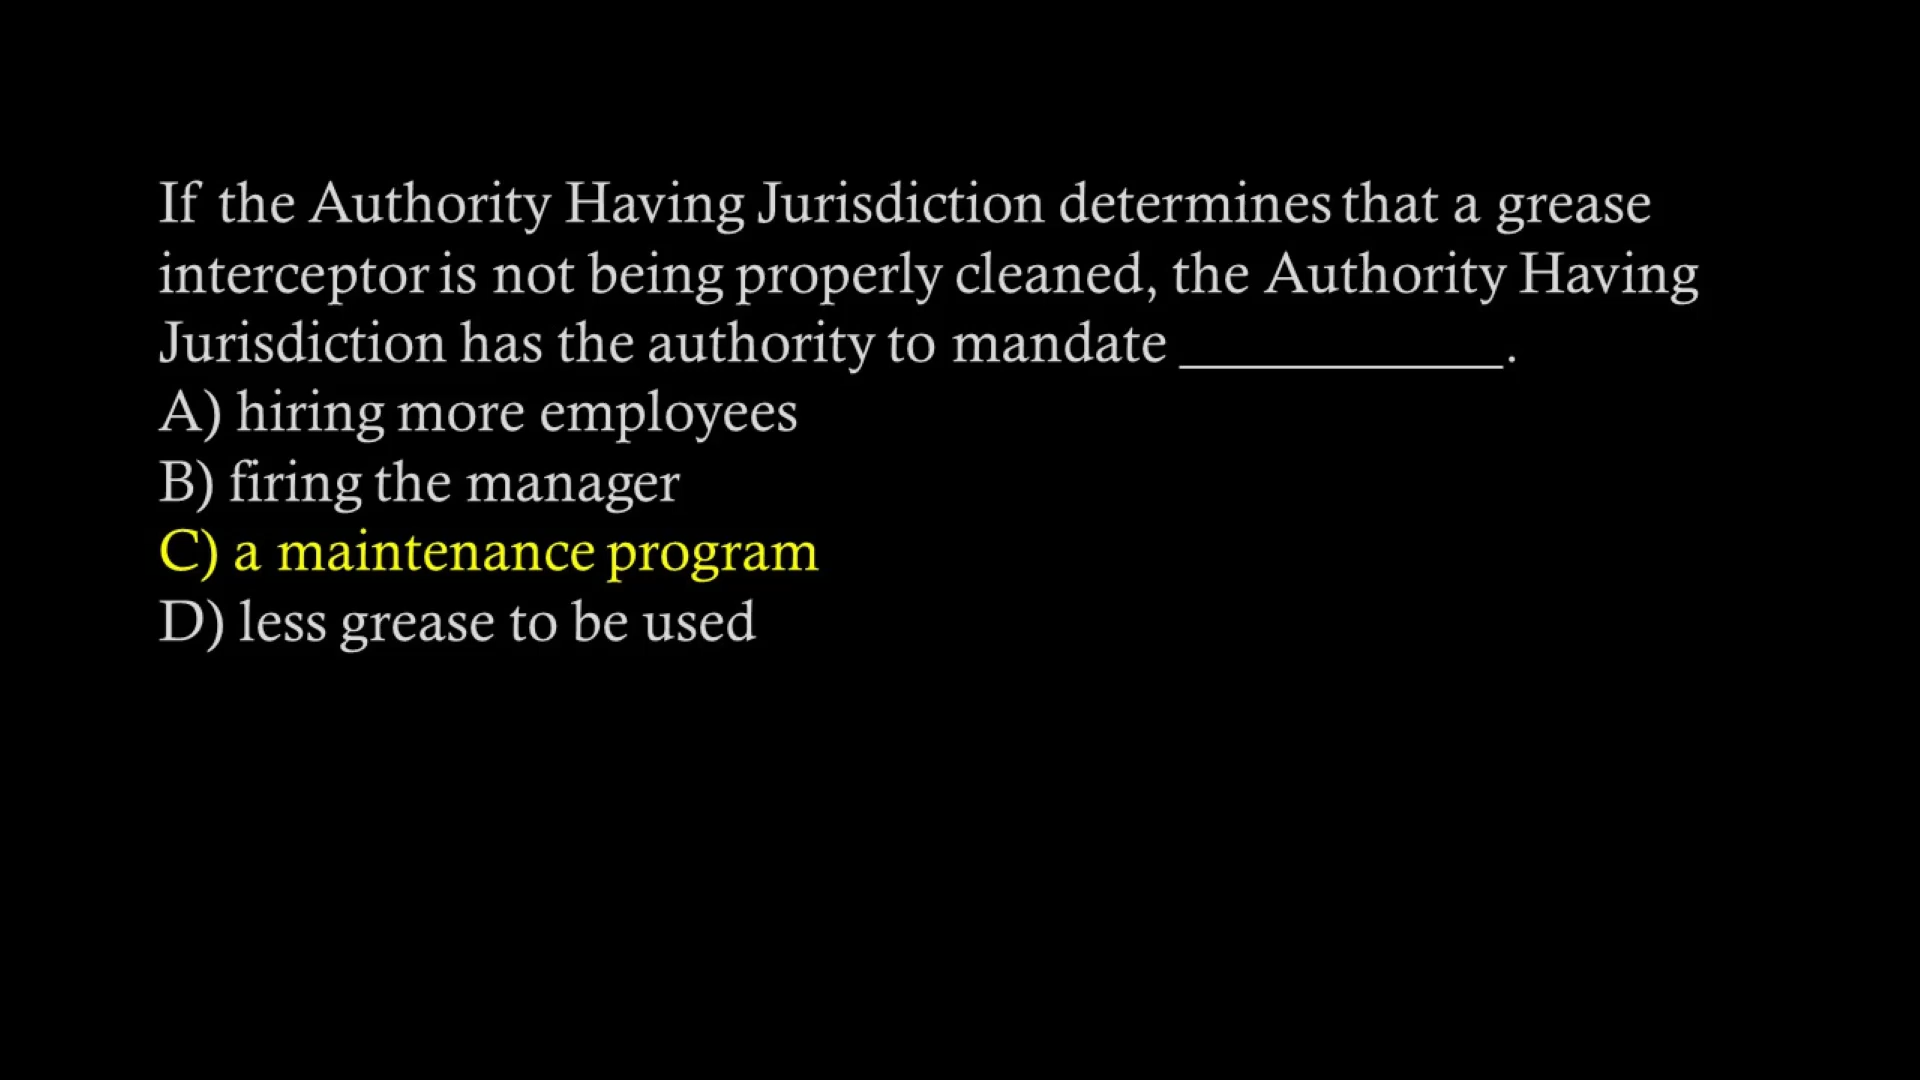 If the Authority Having Jurisdiction determines that a grease
interceptor is not being properly cleaned, the Authority Having
Jurisdiction has the authority to mandate ____________.
A) hiring more employees
B) firing the manager
C) a maintenance program
D) less grease to be used